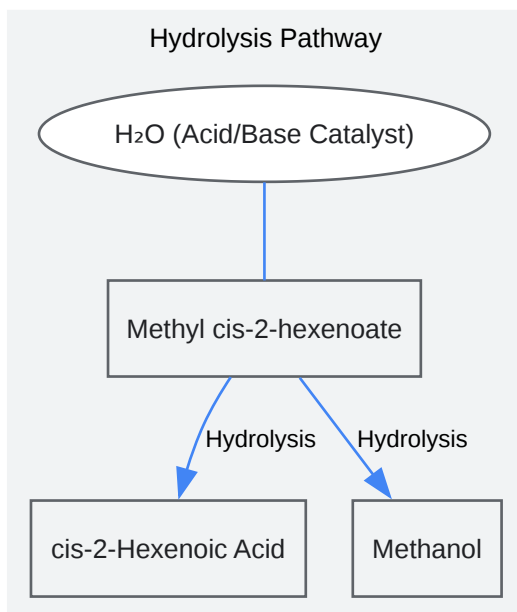 Hydrolysis Pathway
H₂O (Acid/Base Catalyst)
Methyl cis-2-hexenoate
Hydrolysis
Hydrolysis
cis-2-Hexenoic Acid
Methanol